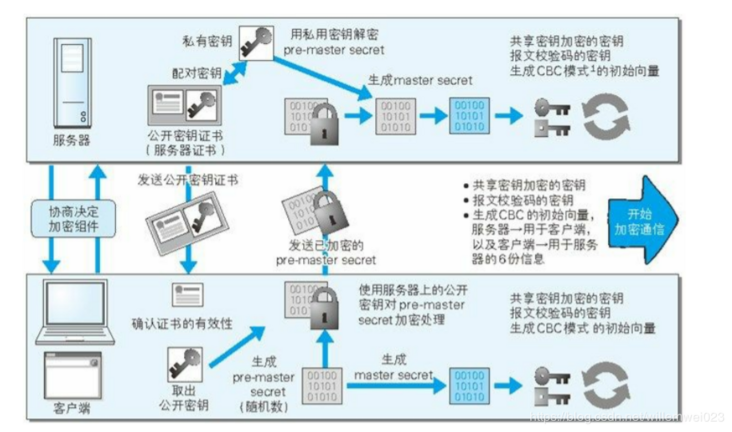 私有密钥
用私用密钥解密
pre-master secret
共享密钥加密的密钥
报文校验码的密钥
生成CBC模式1的初始向量
配对密钥
生成master secret
00100
10101
01010
00100
10101
01010
00100
10101
01010
服务器
公开密钥证书
(服务器证书)
发送公开密钥证书
协商决定
加密组件
发送已加密的
pre-master secret
• 共享密钥加密的密钥
• 报文校验码的密钥
• 生成CBC的初始向量,
服务器→用于客户端,
以及客户端→用于服务
器的6份信息
开始
加密通信
确认证书的有效性
使用服务器上的公开
密钥对pre-master
secret加密处理
共享密钥加密的密钥
报文校验码的密钥
生成CBC模式 的初始向量
取出
公开密钥
生成
pre-master
secret
(随机数)
生成
master secret
00100
10101
01010
00100
10101
01010
客户端